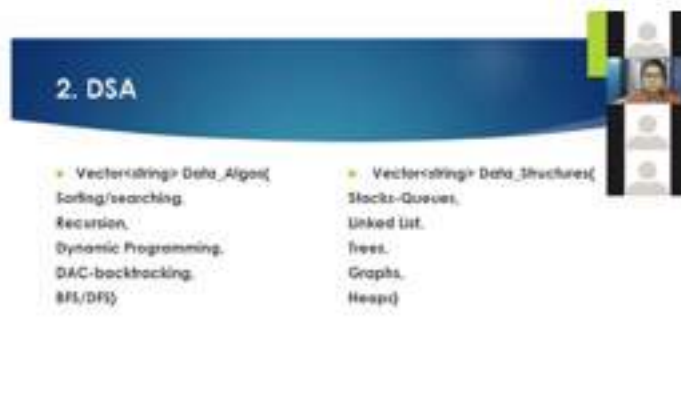 2. DSA
Vector<string> Data_Algos{
Sorting/searching,
Recursion,
Dynamic Programming,
DAC-backtracking,
BFS/DFS}
Vector<string> Data_Structures{
Stacks-Queues,
Linked List,
Trees,
Graphs,
Heaps}